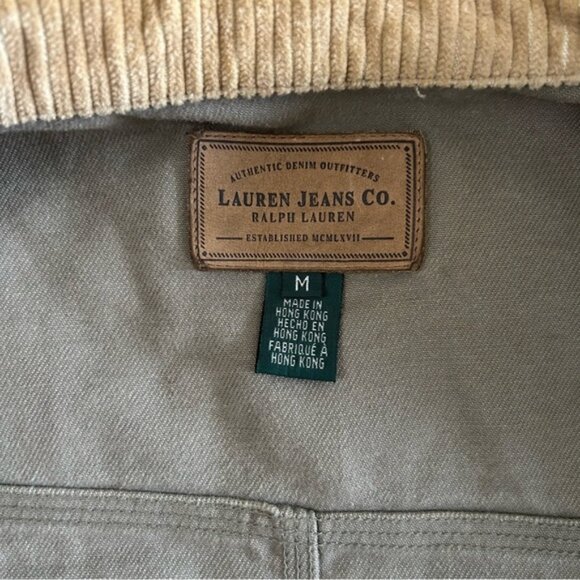 AUTHENTIC DENIM OUTFITTERS
LAUREN JEANS CO.
RALPH LAUREN
ESTABLISHED MCMLXVII
M
MADE IN
HONG KONG
HECHO EN
HONG KONG
FABRIQUÉ À
HONG KONG